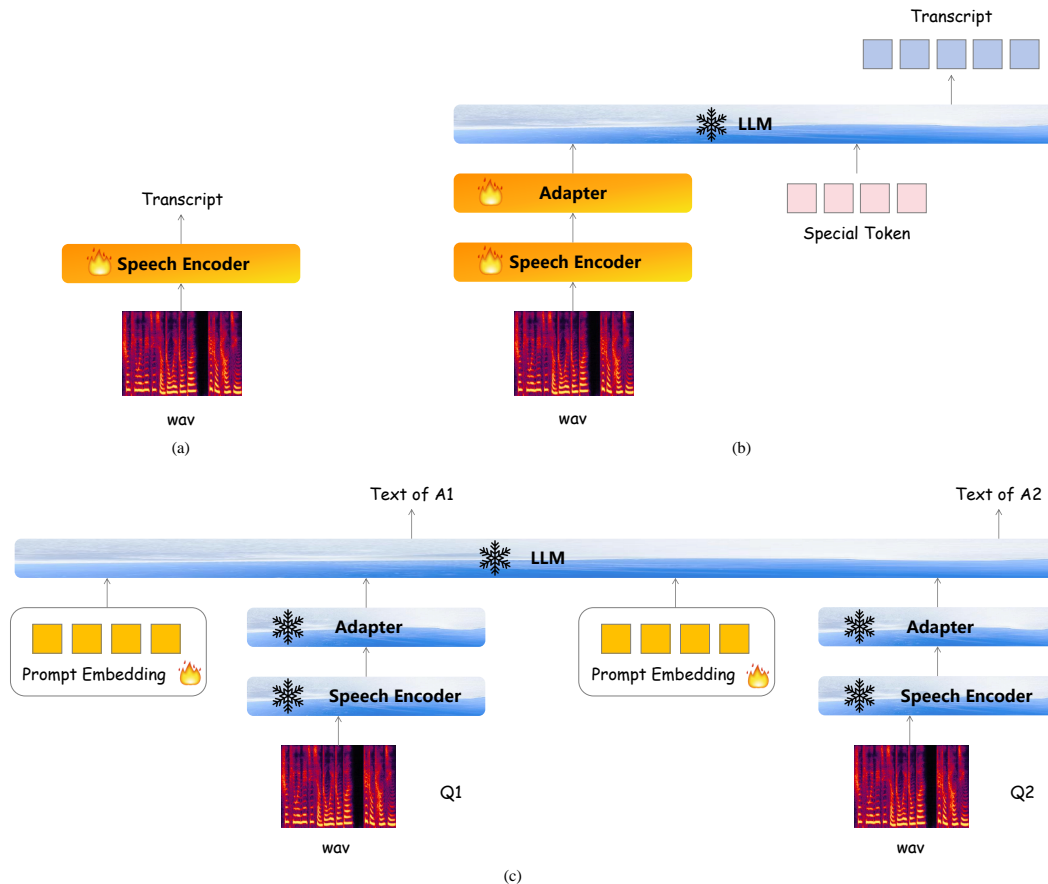 Transcript
LLM
Adapter
Speech Encoder
Special Token
wav
(b)
Transcript
Speech Encoder
wav
(a)
Text of A1
Text of A2
LLM
Prompt Embedding
Adapter
Speech Encoder
Q1
wav
Prompt Embedding
Adapter
Speech Encoder
Q2
wav
(c)